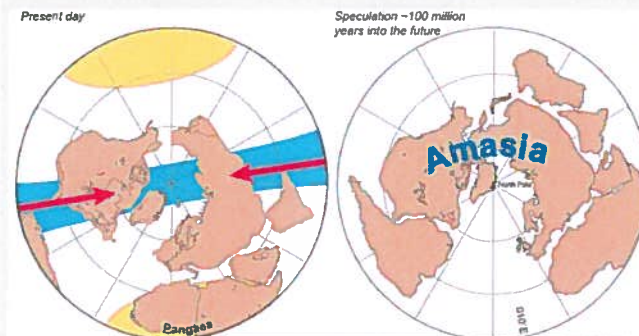 Present day
Speculation ~100 million
years into the future
Amasia
North Pole
Pangaea